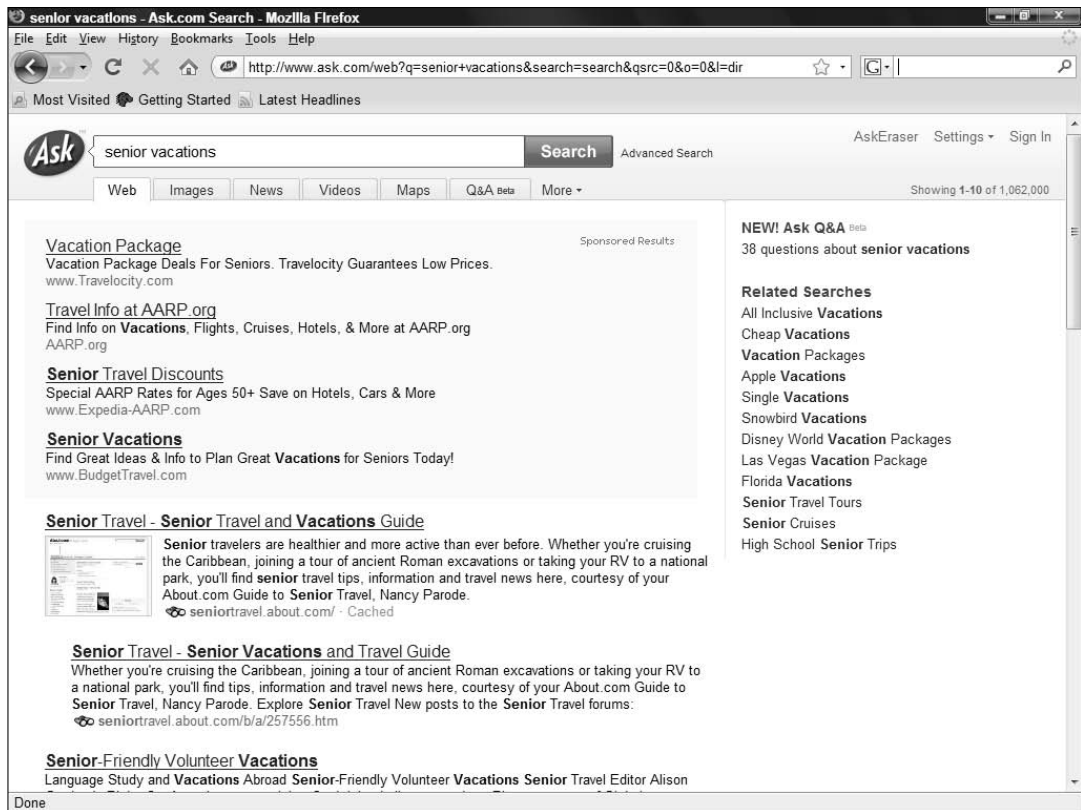 senior vacations - Ask.com Search - Mozilla Firefox
File Edit View History Bookmarks Tools Help
http://www.ask.com/web?q=senior+vacations&search=search&qsrc=0&o=0&l=dir
G
Most Visited Getting Started Latest Headlines
Ask
senior vacations
Search
Advanced Search
AskEraser Settings Sign In
Web Images News Videos Maps Q&A Beta More
Showing 1-10 of 1,062,000
Sponsored Results
Vacation Package
Vacation Package Deals For Seniors. Travelocity Guarantees Low Prices.
www.Travelocity.com
Travel Info at AARP.org
Find Info on Vacations, Flights, Cruises, Hotels, & More at AARP.org
AARP.org
Senior Travel Discounts
Special AARP Rates for Ages 50+ Save on Hotels, Cars & More
www.Expedia-AARP.com
Senior Vacations
Find Great Ideas & Info to Plan Great Vacations for Seniors Today!
www.BudgetTravel.com
Senior Travel - Senior Travel and Vacations Guide
Senior travelers are healthier and more active than ever before. Whether you're cruising
the Caribbean, joining a tour of ancient Roman excavations or taking your RV to a national
park, you'll find senior travel tips, information and travel news here, courtesy of your
About.com Guide to Senior Travel, Nancy Parode.
seniortravel.about.com/ · Cached
Senior Travel - Senior Vacations and Travel Guide
Whether you're cruising the Caribbean, joining a tour of ancient Roman excavations or taking your RV to
a national park, you'll find tips, information and travel news here, courtesy of your About.com Guide to
Senior Travel, Nancy Parode. Explore Senior Travel New posts to the Senior Travel forums:
seniortravel.about.com/b/a/257556.htm
Senior-Friendly Volunteer Vacations
Language Study and Vacations Abroad Senior-Friendly Volunteer Vacations Senior Travel Editor Alison
NEW! Ask Q&A Beta
38 questions about senior vacations
Related Searches
All Inclusive Vacations
Cheap Vacations
Vacation Packages
Apple Vacations
Single Vacations
Snowbird Vacations
Disney World Vacation Packages
Las Vegas Vacation Package
Florida Vacations
Senior Travel Tours
Senior Cruises
High School Senior Trips
Done